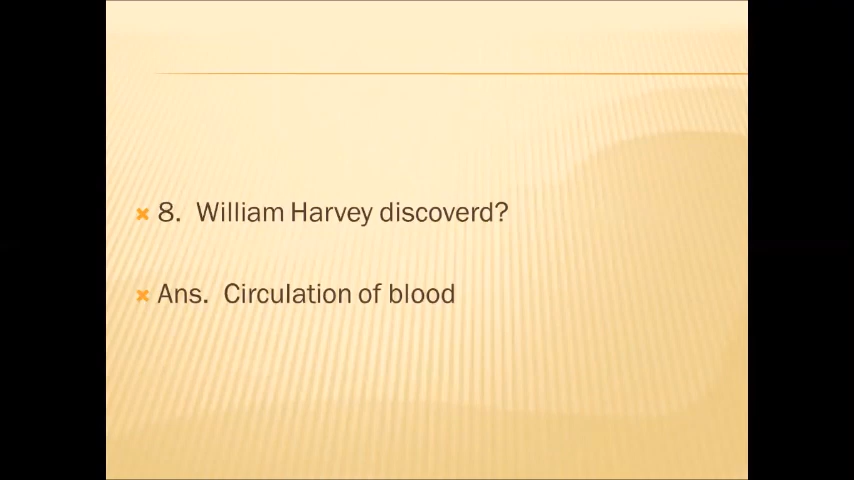 8. William Harvey discoverd?
Ans. Circulation of blood